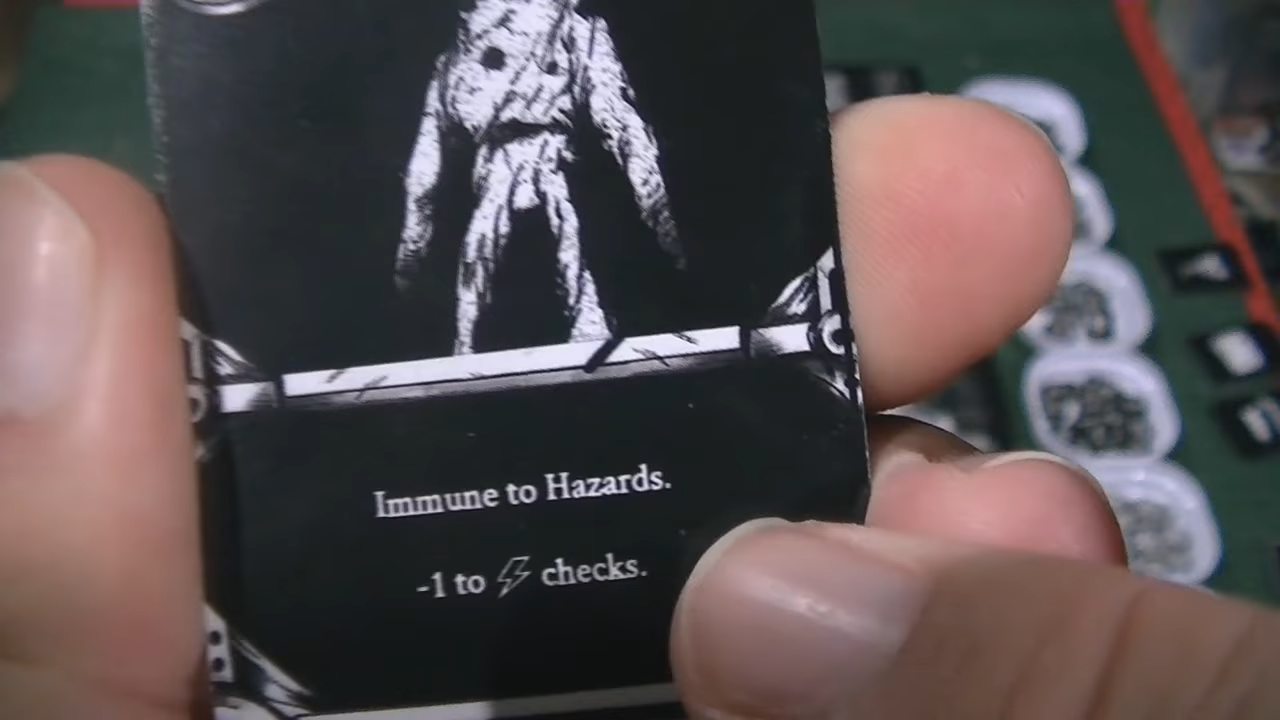 Immune to Hazards.
-1 to ⚡ checks.